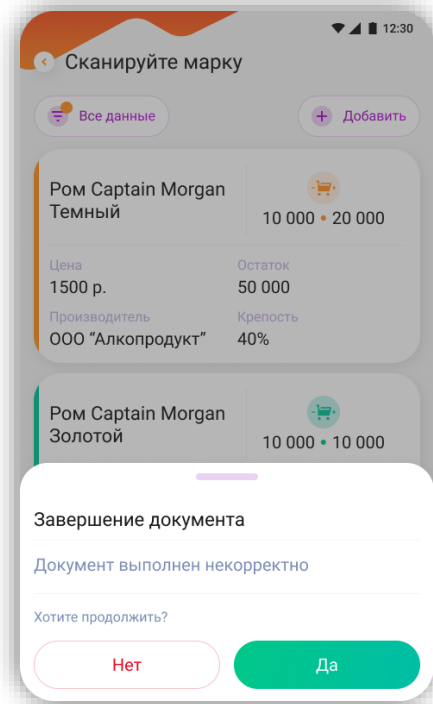 12:30
Сканируйте марку
Все данные
Добавить
Ром Captain Morgan
Темный
10 000 • 20 000
Цена
Остаток
1500 р.
50 000
Производитель
Крепость
ООО “Алкопродукт”
40%
Ром Captain Morgan
Золотой
10 000 • 10 000
Завершение документа
Документ выполнен некорректно
Хотите продолжить?
Нет
Да